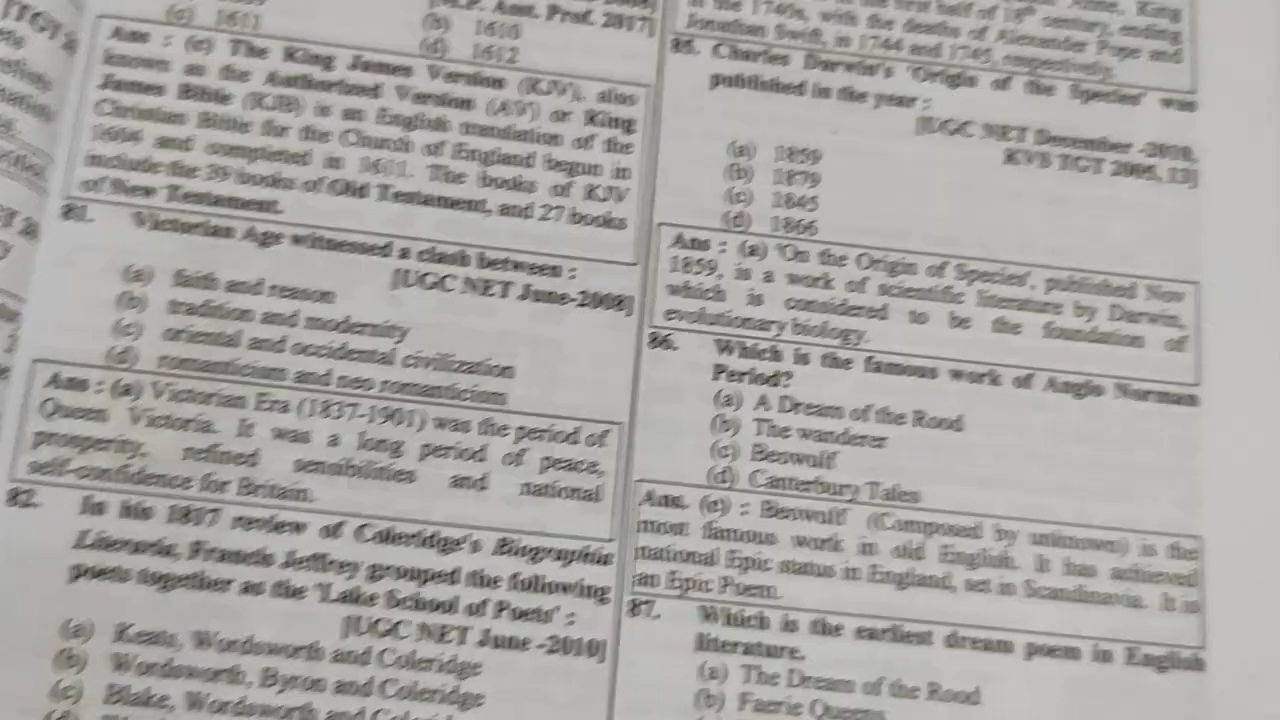 (c) 1611
(b) 1610
(d) 1612
Ans : (c) The King James Version (KJV), also
known as the Authorized Version (AV) or King
James Bible (KJB) is an English translation of the
Christian Bible for the Church of England begun in
1604 and completed in 1611. The books of KJV
include the 39 books of Old Testament, and 27 books
of New Testament.
81. Victorian Age witnessed a clash between :
[UGC NET June-2008]
(a) faith and reason
(b) tradition and modernity
(c) oriental and occidental civilization
(d) romanticism and neo romanticism
Ans : (a) Victorian Era (1837-1901) was the period of
Queen Victoria. It was a long period of peace,
prosperity, refined sensibilities and national
self-confidence for Britain.
82. In his 1817 review of Coleridge's Biographia
Literaria, Francis Jeffrey grouped the following
poets together as the 'Lake School of Poets' :
[UGC NET June -2010]
(a) Keats, Wordsworth and Coleridge
(b) Wordsworth, Byron and Coleridge
(c) Blake, Wordsworth and
half of 18th century, ending
in the 1740s, with the deaths of Alexander Pope and
Jonathan Swift, in 1744 and 1745, respectively.
85. Charles Darwin's 'Origin of the Species' was
published in the year :
[UGC NET December -2010,
KVS TGT 2005, 13]
(a) 1859
(b) 1879
(c) 1845
(d) 1866
Ans : (a) 'On the Origin of Species', published Nov
1859, is a work of scientific literature by Darwin,
which is considered to be the foundation of
evolutionary biology.
86. Which is the famous work of Anglo Norman
Period?
(a) A Dream of the Rood
(b) The wanderer
(c) Beowulf
(d) Canterbury Tales
Ans. (c) : Beowulf (Composed by unknown) is the
most famous work in old English. It has achieved
national Epic status in England, set in Scandinavia. It is
an Epic Poem.
87. Which is the earliest dream poem in English
literature.
(a) The Dream of the Rood
(b) Faerie Queene